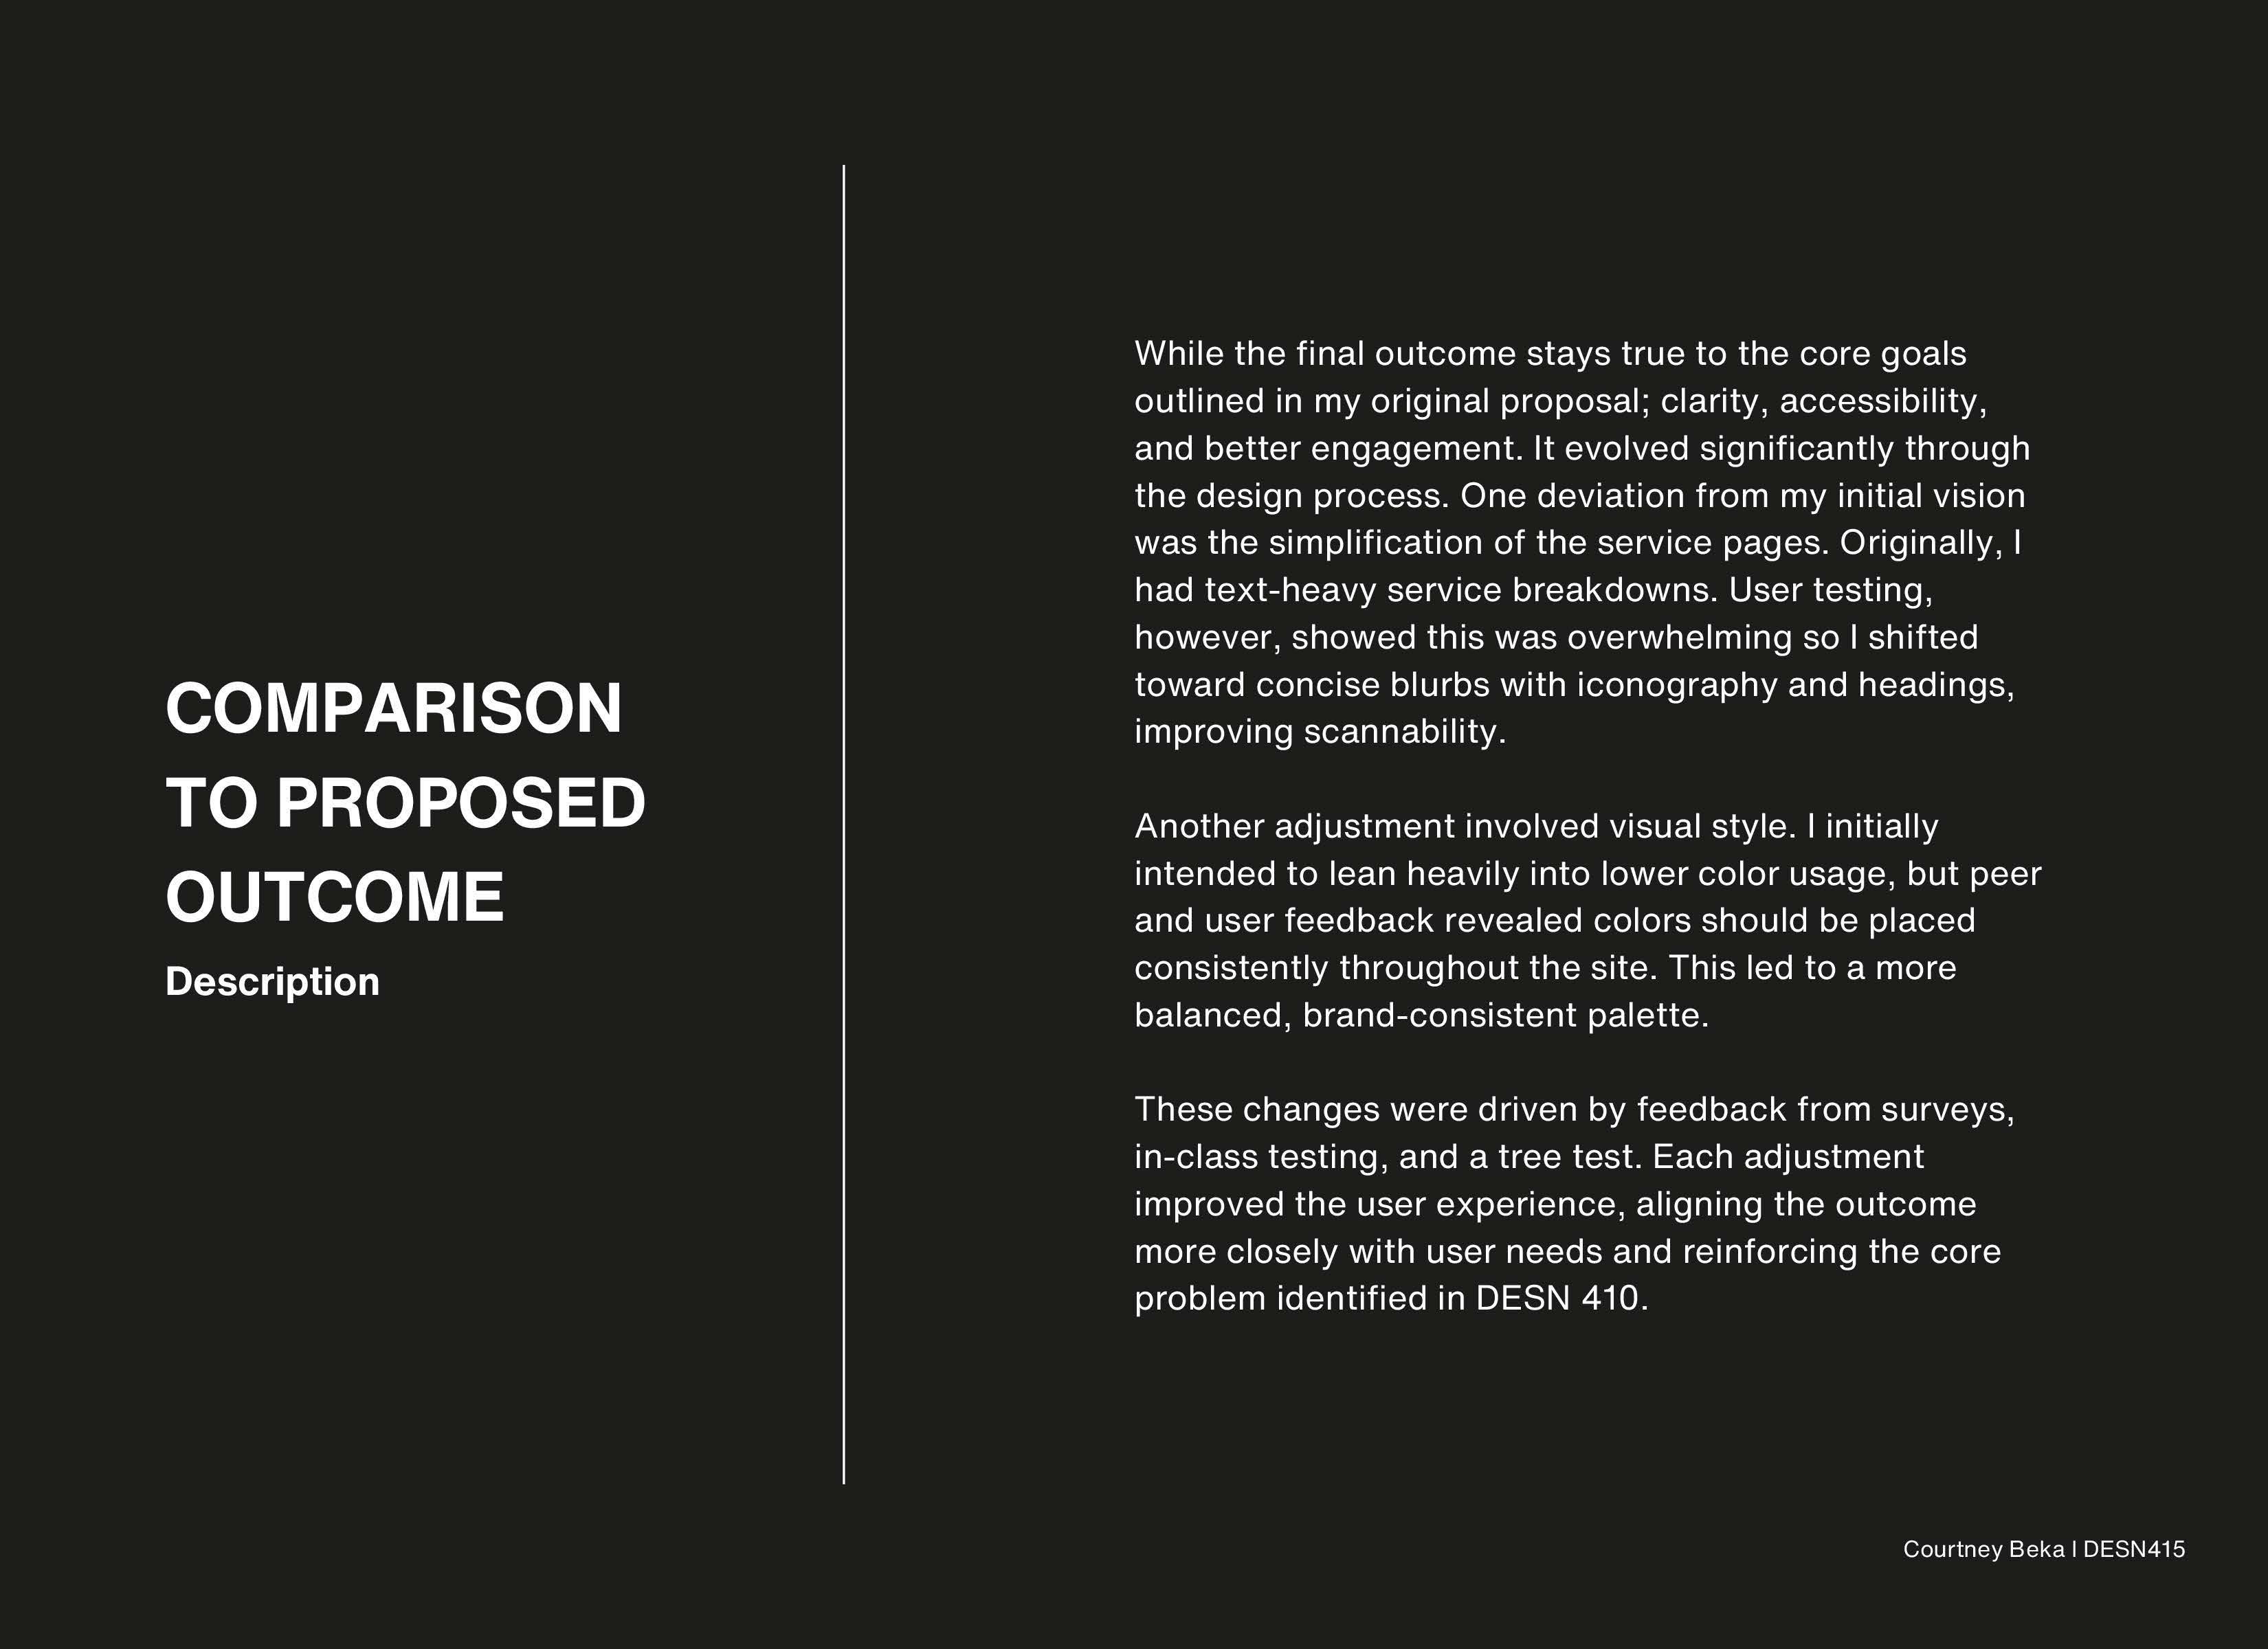 COMPARISON
TO PROPOSED
OUTCOME
Description
While the final outcome stays true to the core goals
outlined in my original proposal; clarity, accessibility,
and better engagement. It evolved significantly through
the design process. One deviation from my initial vision
was the simplification of the service pages. Originally, I
had text-heavy service breakdowns. User testing,
however, showed this was overwhelming so I shifted
toward concise blurbs with iconography and headings,
improving scannability.
Another adjustment involved visual style. I initially
intended to lean heavily into lower color usage, but peer
and user feedback revealed colors should be placed
consistently throughout the site. This led to a more
balanced, brand-consistent palette.
These changes were driven by feedback from surveys,
in-class testing, and a tree test. Each adjustment
improved the user experience, aligning the outcome
more closely with user needs and reinforcing the core
problem identified in DESN 410.
Courtney Beka | DESN415